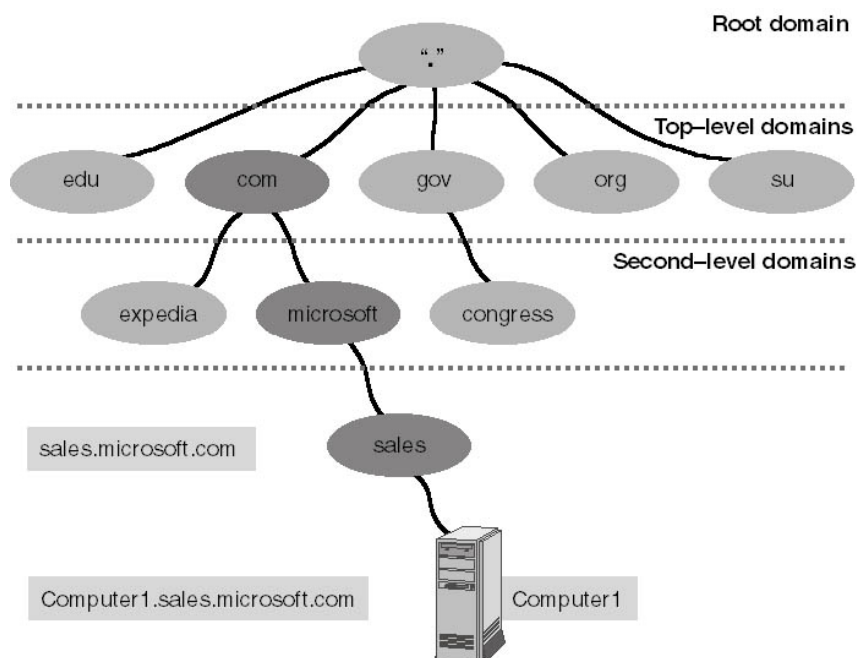 Root domain
“.”
Top–level domains
edu
com
gov
org
su
Second–level domains
expedia
microsoft
congress
sales.microsoft.com
sales
Computer1.sales.microsoft.com
Computer1